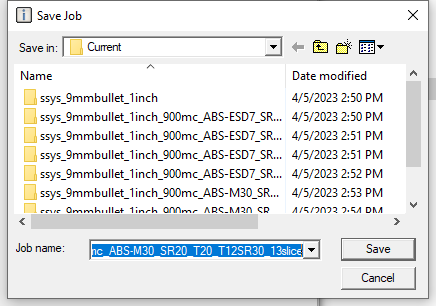 Save Job
Save in: Current
Name Date modified
ssys_9mmbullet_1inch 4/5/2023 2:50 PM
ssys_9mmbullet_1inch_900mc_ABS-ESD7_SR... 4/5/2023 2:50 PM
ssys_9mmbullet_1inch_900mc_ABS-ESD7_SR... 4/5/2023 2:51 PM
ssys_9mmbullet_1inch_900mc_ABS-ESD7_SR... 4/5/2023 2:51 PM
ssys_9mmbullet_1inch_900mc_ABS-ESD7_SR... 4/5/2023 2:52 PM
ssys_9mmbullet_1inch_900mc_ABS-M30_SR... 4/5/2023 2:53 PM
ssys_9mmbullet_1inch_900mc_ABS-M30_SR... 4/5/2023 2:54 PM
Job name: mc_ABS-M30_SR20_T20_T12SR30_13slice Save
Cancel